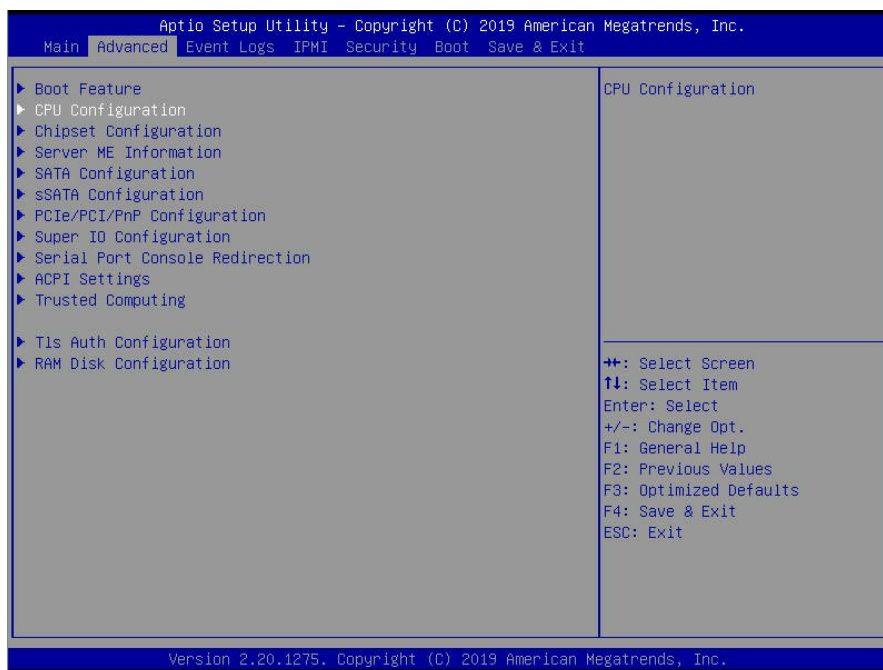 Aptio Setup Utility – Copyright (C) 2019 American Megatrends, Inc.
Main Advanced Event Logs IPMI Security Boot Save & Exit
▶ Boot Feature
▶ CPU Configuration
▶ Chipset Configuration
▶ Server ME Information
▶ SATA Configuration
▶ sSATA Configuration
▶ PCIe/PCI/PnP Configuration
▶ Super IO Configuration
▶ Serial Port Console Redirection
▶ ACPI Settings
▶ Trusted Computing
▶ Tls Auth Configuration
▶ RAM Disk Configuration
CPU Configuration
→←: Select Screen
↑↓: Select Item
Enter: Select
+/-: Change Opt.
F1: General Help
F2: Previous Values
F3: Optimized Defaults
F4: Save & Exit
ESC: Exit
Version 2.20.1275. Copyright (C) 2019 American Megatrends, Inc.